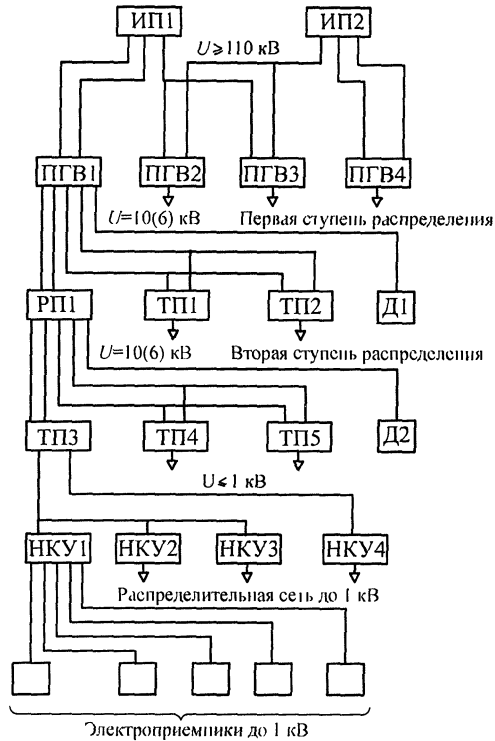 ИП1 ИП2
U⩾110 кВ
ПГВ1 ПГВ2 ПГВ3 ПГВ4
U=10(6) кВ Первая ступень распределения
РП1 ТП1 ТП2 Д1
U=10(6) кВ Вторая ступень распределения
ТП3 ТП4 ТП5 Д2
U⩽1 кВ
НКУ1 НКУ2 НКУ3 НКУ4
Распределительная сеть до 1 кВ
Электроприемники до 1 кВ